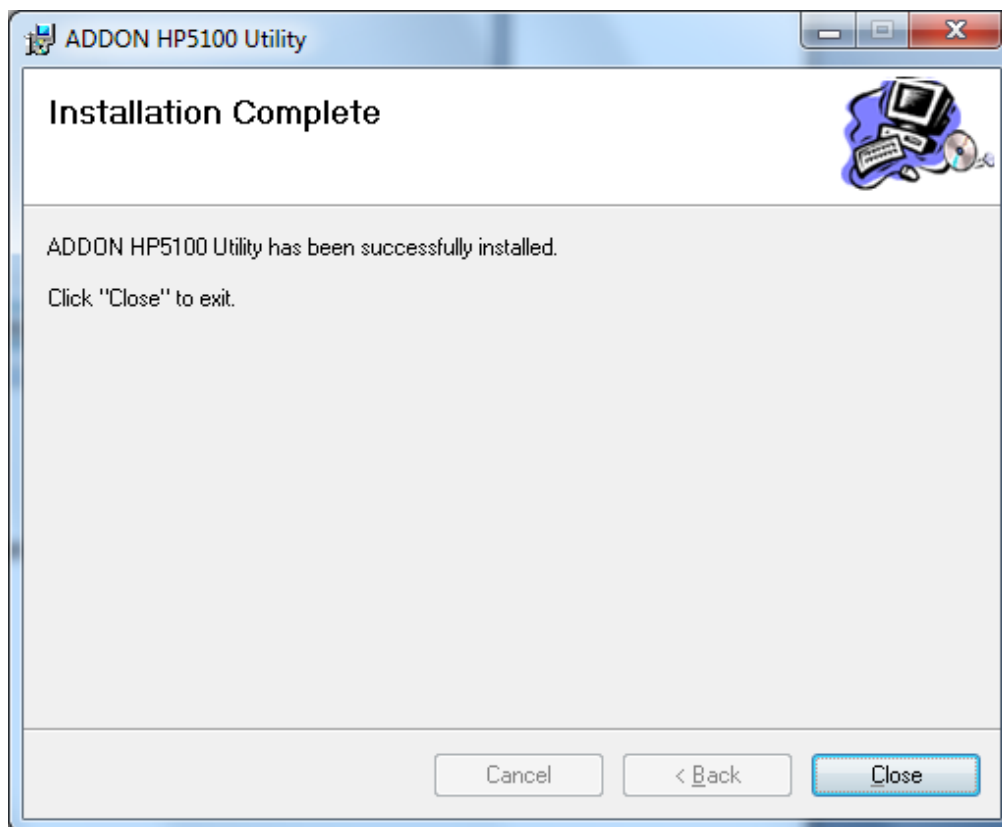 ADDON HP5100 Utility
Installation Complete
ADDON HP5100 Utility has been successfully installed.
Click "Close" to exit.
Cancel
< Back
Close